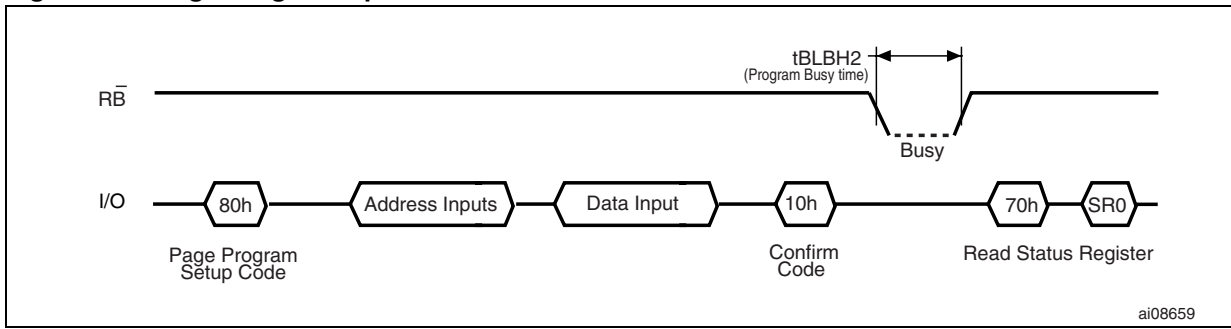 tBLBH2
(Program Busy time)
RB̅
Busy
I/O
80h
Address Inputs
Data Input
10h
70h
SR0
Page Program
Setup Code
Confirm
Code
Read Status Register
ai08659